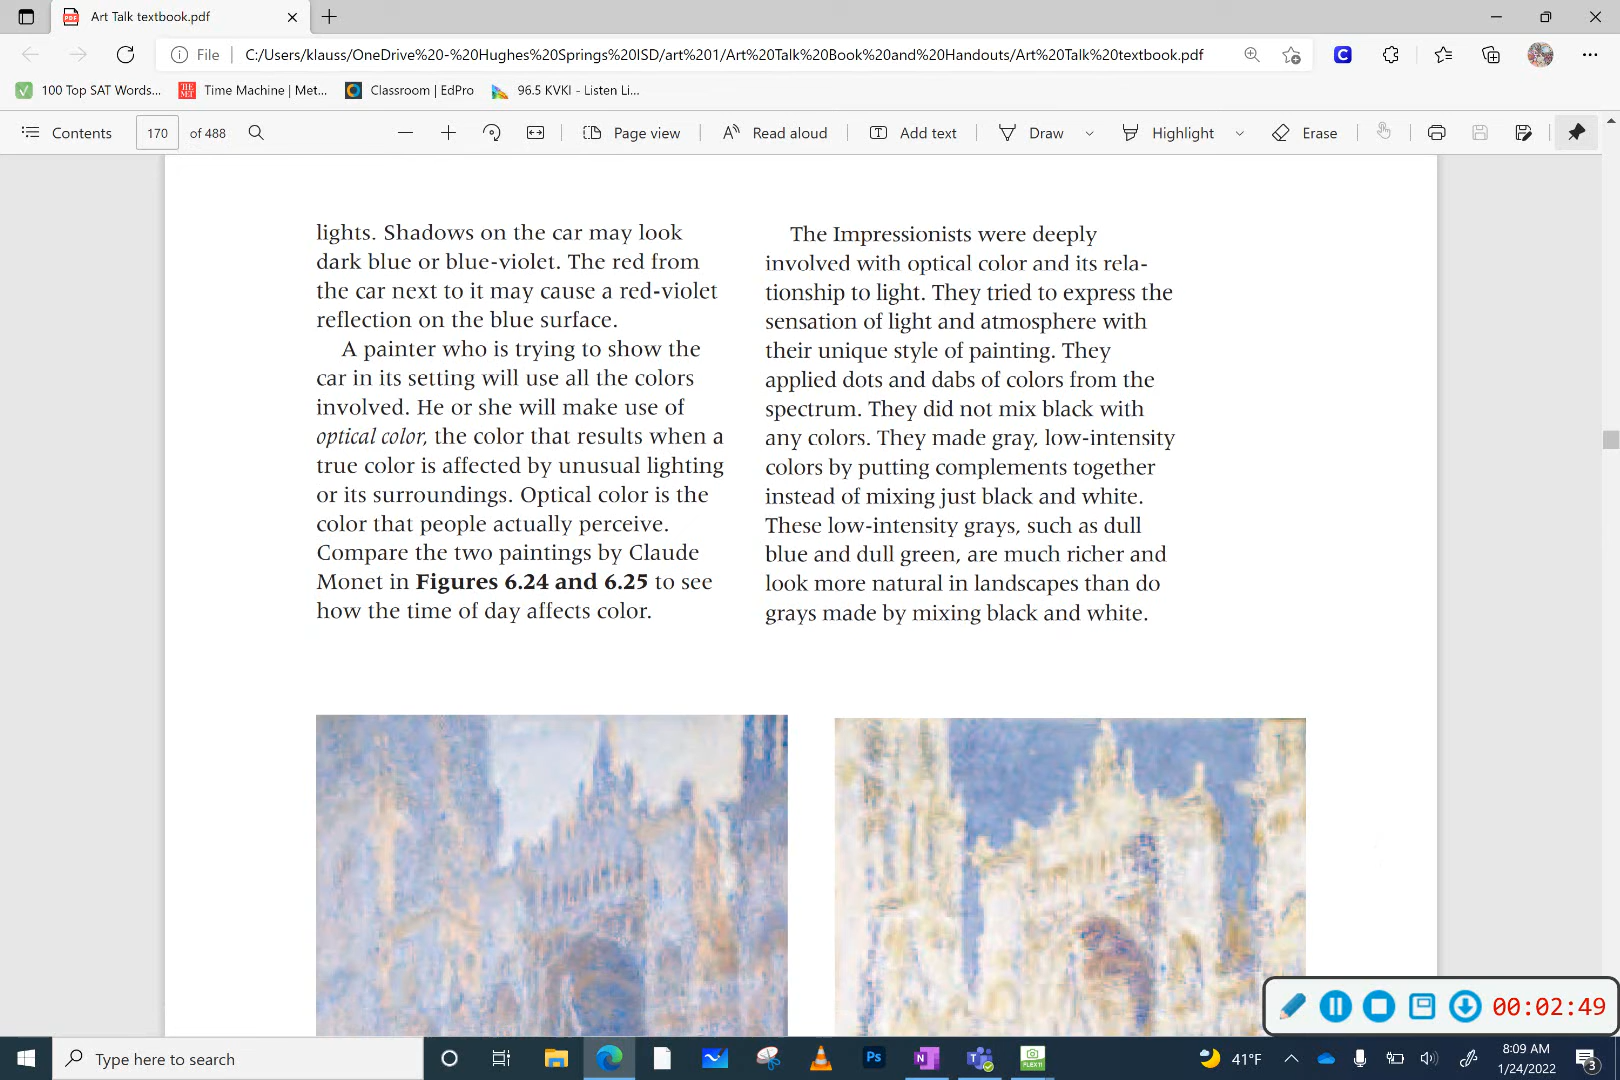 Art Talk textbook.pdf
File
C:/Users/klauss/OneDrive%20-%20Hughes%20Springs%20ISD/art%201/Art%20Talk%20Book%20and%20Handouts/Art%20Talk%20textbook.pdf
100 Top SAT Words...
Time Machine | Met...
Classroom | EdPro
96.5 KVKI - Listen Li...
Contents
170
of 488
Page view
Read aloud
Add text
Draw
Highlight
Erase
lights. Shadows on the car may look
dark blue or blue-violet. The red from
the car next to it may cause a red-violet
reflection on the blue surface.
A painter who is trying to show the
car in its setting will use all the colors
involved. He or she will make use of
optical color, the color that results when a
true color is affected by unusual lighting
or its surroundings. Optical color is the
color that people actually perceive.
Compare the two paintings by Claude
Monet in Figures 6.24 and 6.25 to see
how the time of day affects color.
The Impressionists were deeply
involved with optical color and its rela-
tionship to light. They tried to express the
sensation of light and atmosphere with
their unique style of painting. They
applied dots and dabs of colors from the
spectrum. They did not mix black with
any colors. They made gray, low-intensity
colors by putting complements together
instead of mixing just black and white.
These low-intensity grays, such as dull
blue and dull green, are much richer and
look more natural in landscapes than do
grays made by mixing black and white.
00:02:49
Type here to search
41°F
8:09 AM
1/24/2022
3